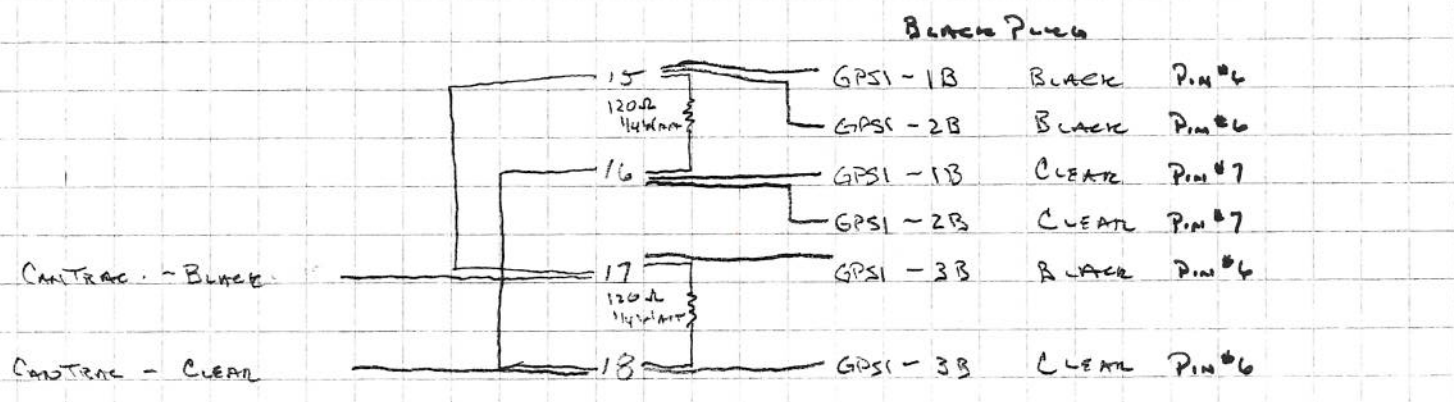 BLACK PLUG
15 GPS1 - 1B BLACK PIN #6
120Ω
1/4 WATT GPS1 - 2B BLACK PIN #6
16 GPS1 - 1B CLEAR PIN #7
GPS1 - 2B CLEAR PIN #7
CANTRAC. - BLACK. 17 GPS1 - 3B BLACK PIN #6
120Ω
1/4 WATT
CANTRAC - CLEAR 18 GPS1 - 3B CLEAR PIN #6